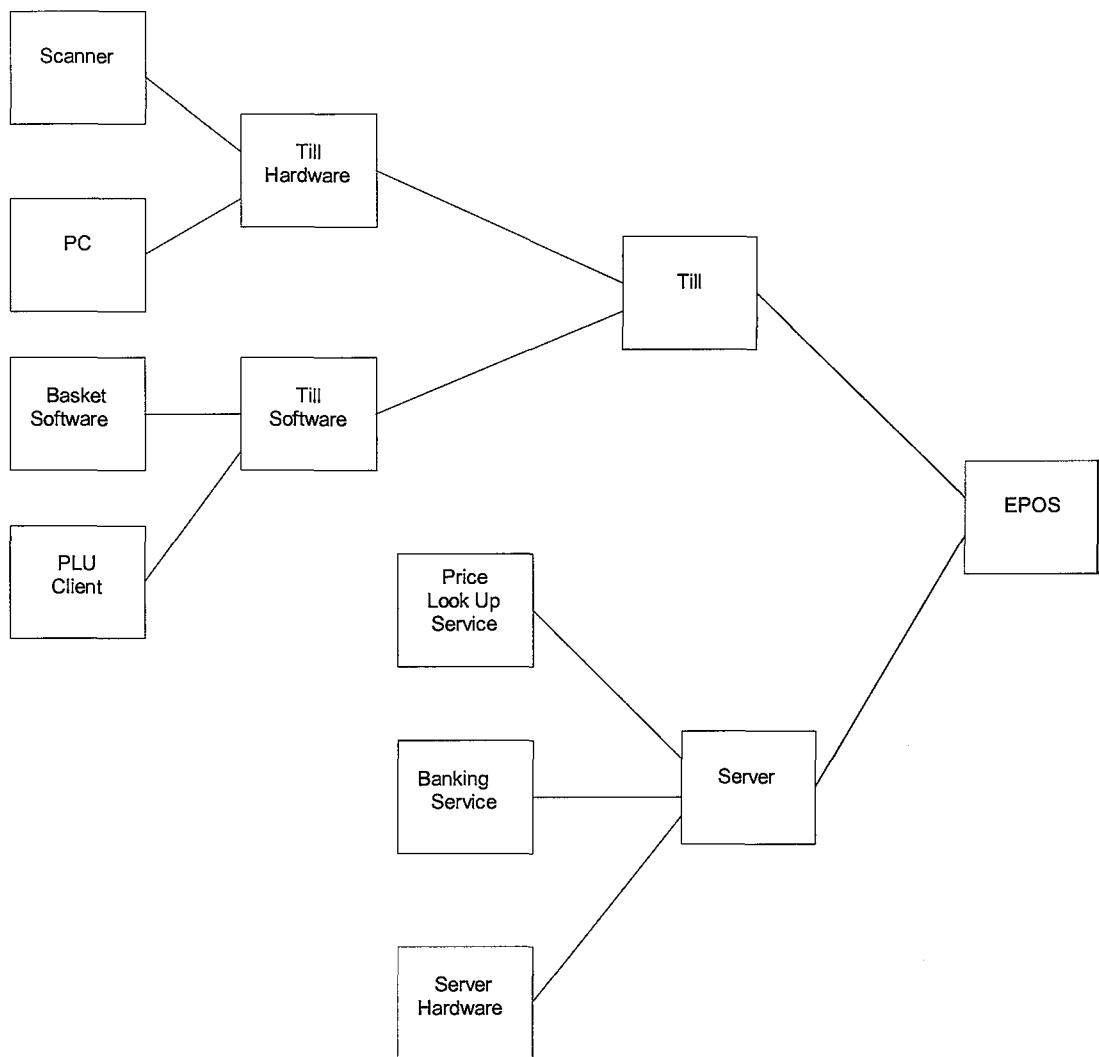 Scanner
Till
Hardware
PC
Till
Basket
Software
Till
Software
EPOS
PLU
Client
Price
Look Up
Service
Banking
Service
Server
Server
Hardware